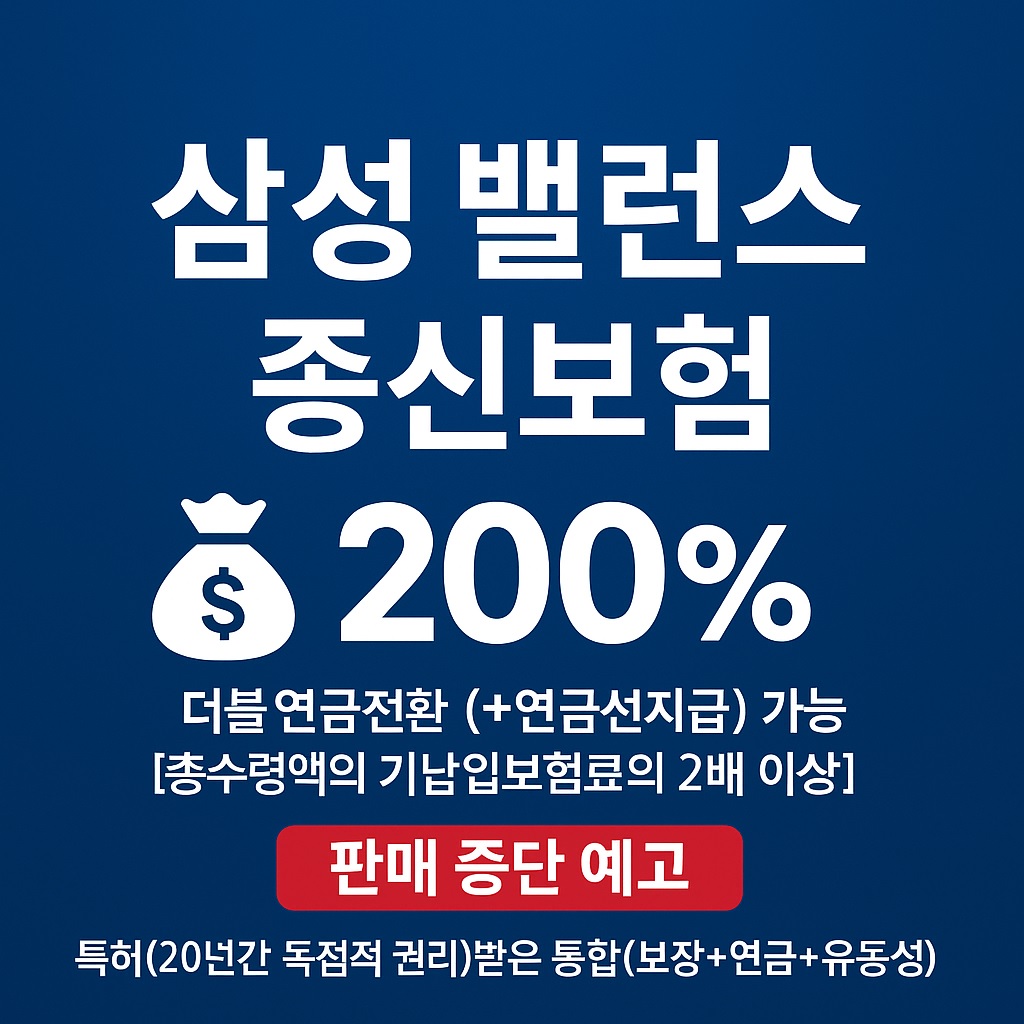 삼성 밸런스
종신보험
$ 200%
더블연금전환 (+연금선지급) 가능
[총수령액의 기납입보험료의 2배 이상]
판매 중단 예고
특허(20년간 독접적 권리)받은 통합(보장+연금+유동성)